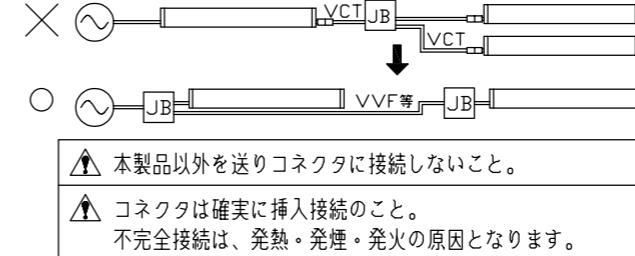 × VCT JB
VCT
○ JB VVF等 JB
本製品以外を送りコネクタに接続しないこと。
コネクタは確実に挿入接続のこと。
不完全接続は、発熱・発煙・発火の原因となります。